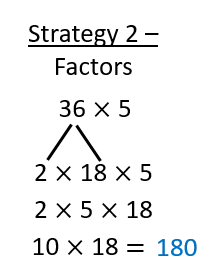 Strategy 2 –
Factors
36 × 5
2 × 18 × 5
2 × 5 × 18
10 × 18 = 180